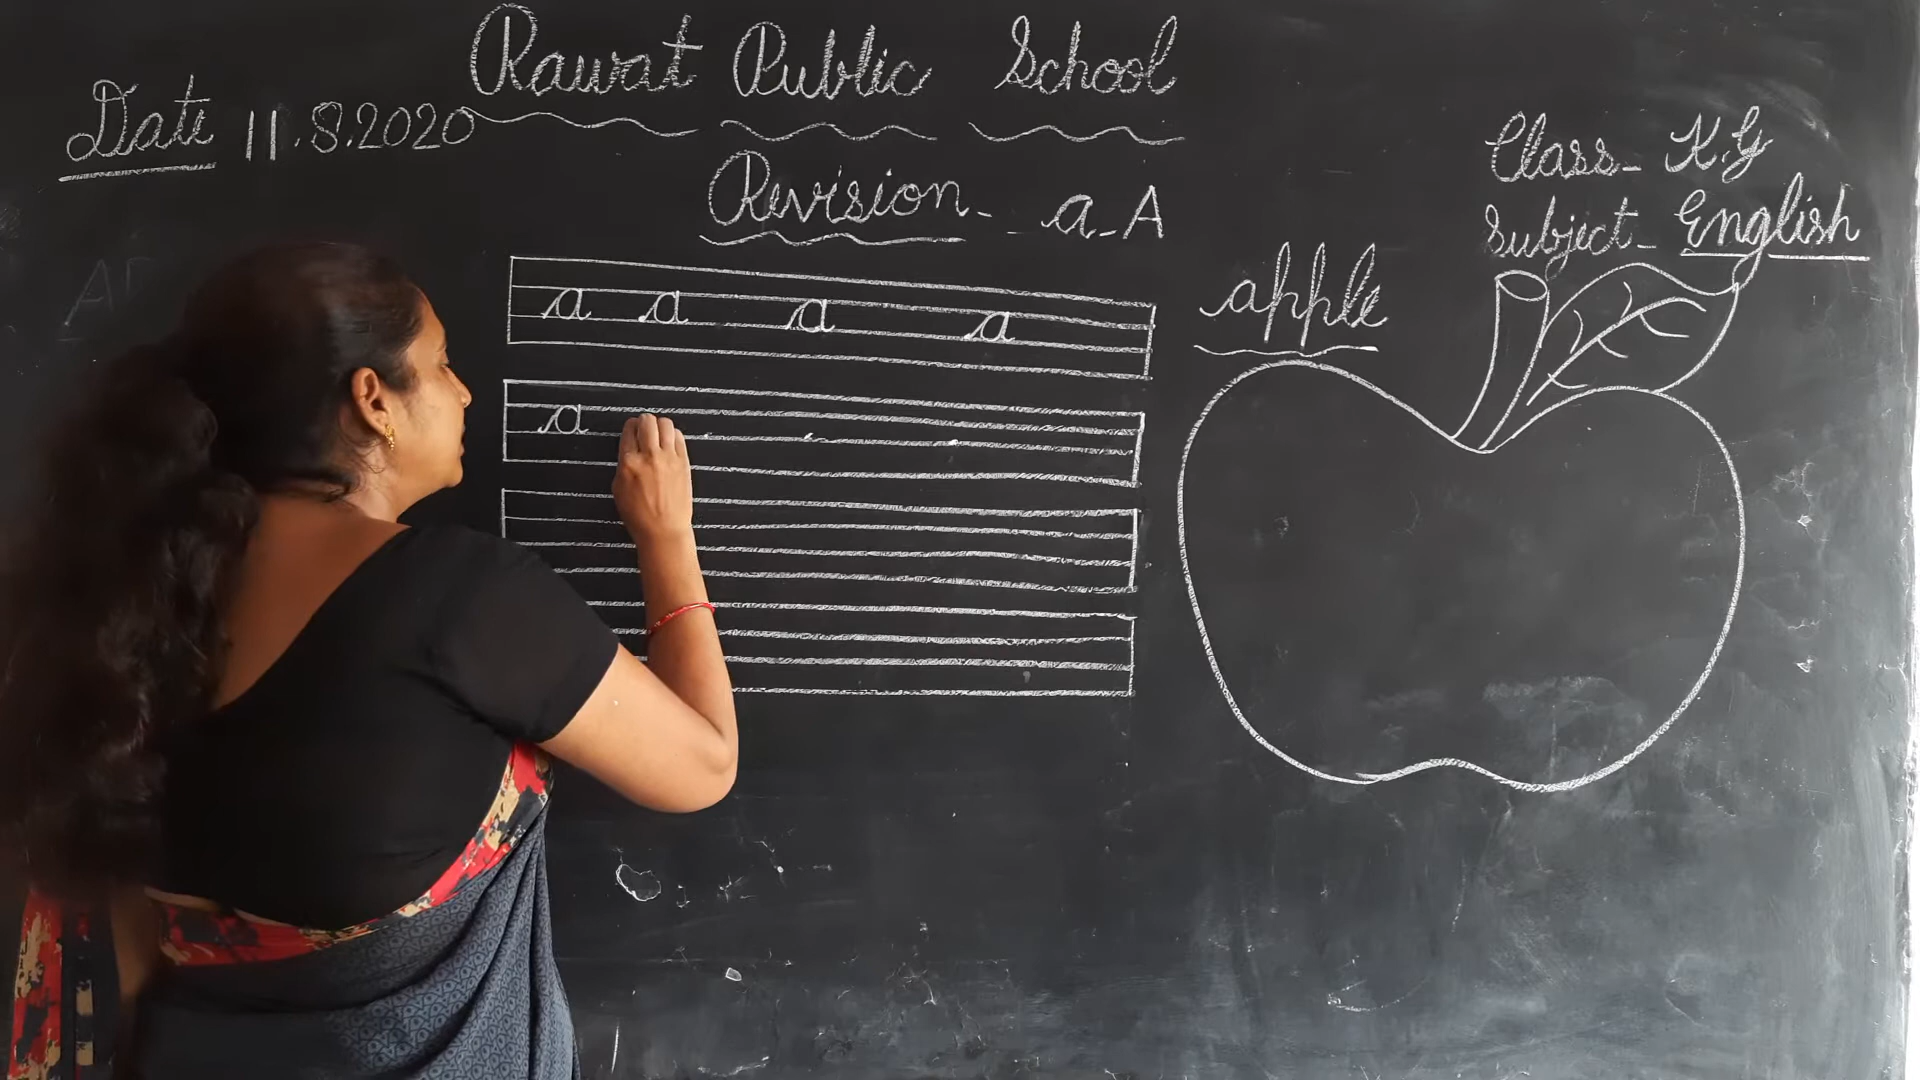 Rawat Public School
Date 11.8.2020
Class- K.G
Revision- a-A
Subject- English
apple
a a a a
a